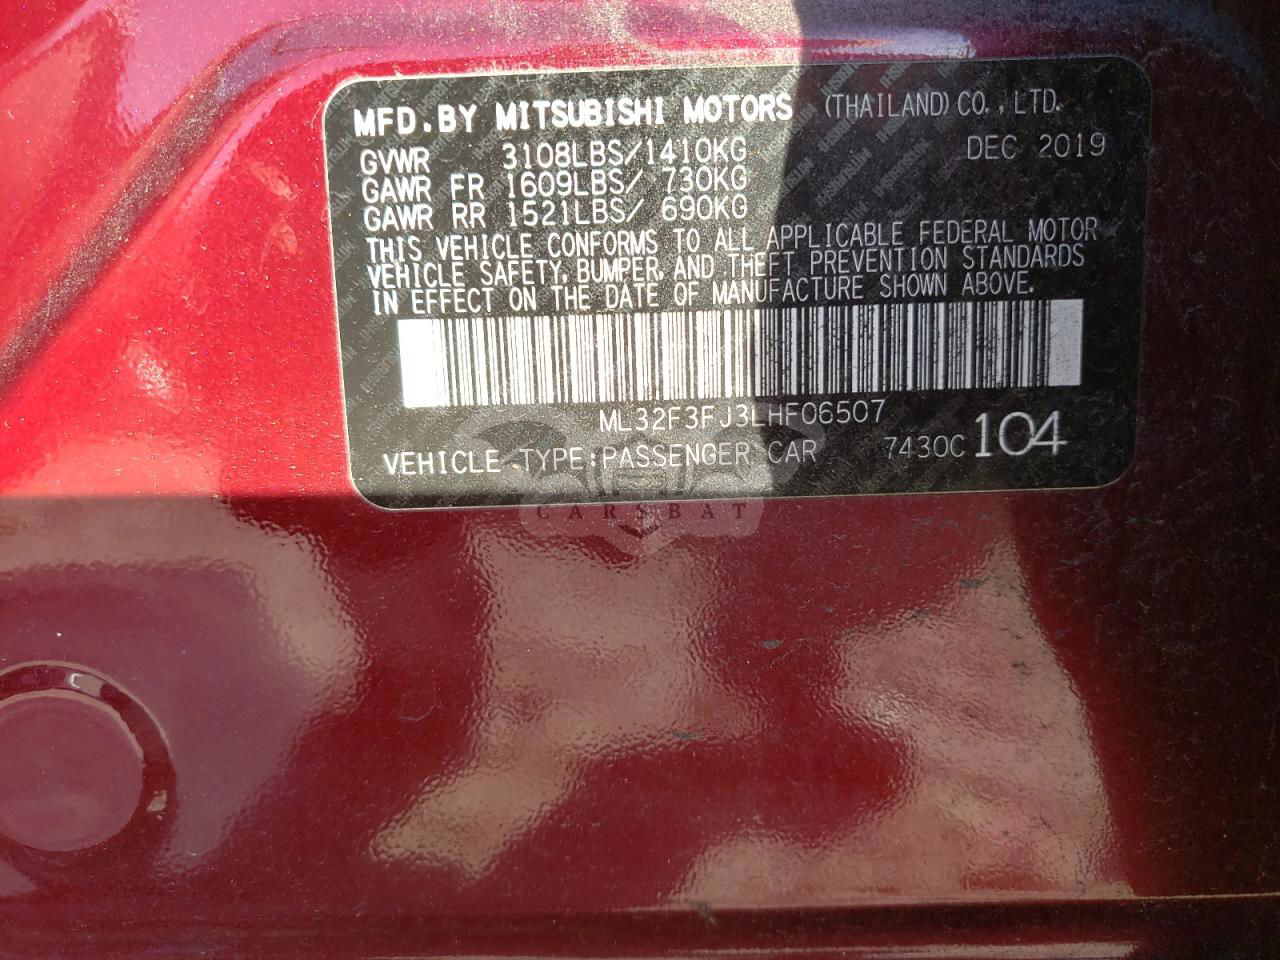 MFD.BY MITSUBISHI MOTORS (THAILAND) CO.,LTD.
GVWR 3108LBS/1410KG DEC 2019
GAWR FR 1609LBS/ 730KG
GAWR RR 1521LBS/ 690KG
THIS VEHICLE CONFORMS TO ALL APPLICABLE FEDERAL MOTOR
VEHICLE SAFETY, BUMPER, AND THEFT PREVENTION STANDARDS
IN EFFECT ON THE DATE OF MANUFACTURE SHOWN ABOVE.
ML32F3FJ3LHF06507
VEHICLE TYPE:PASSENGER CAR 7430C 104
CARSBAT